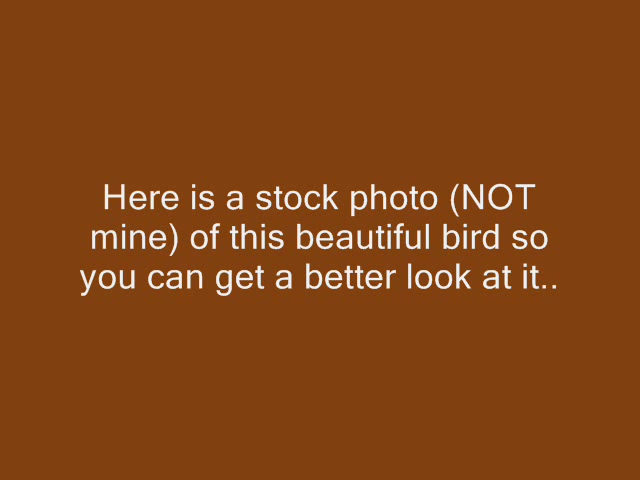 Here is a stock photo (NOT
mine) of this beautiful bird so
you can get a better look at it..